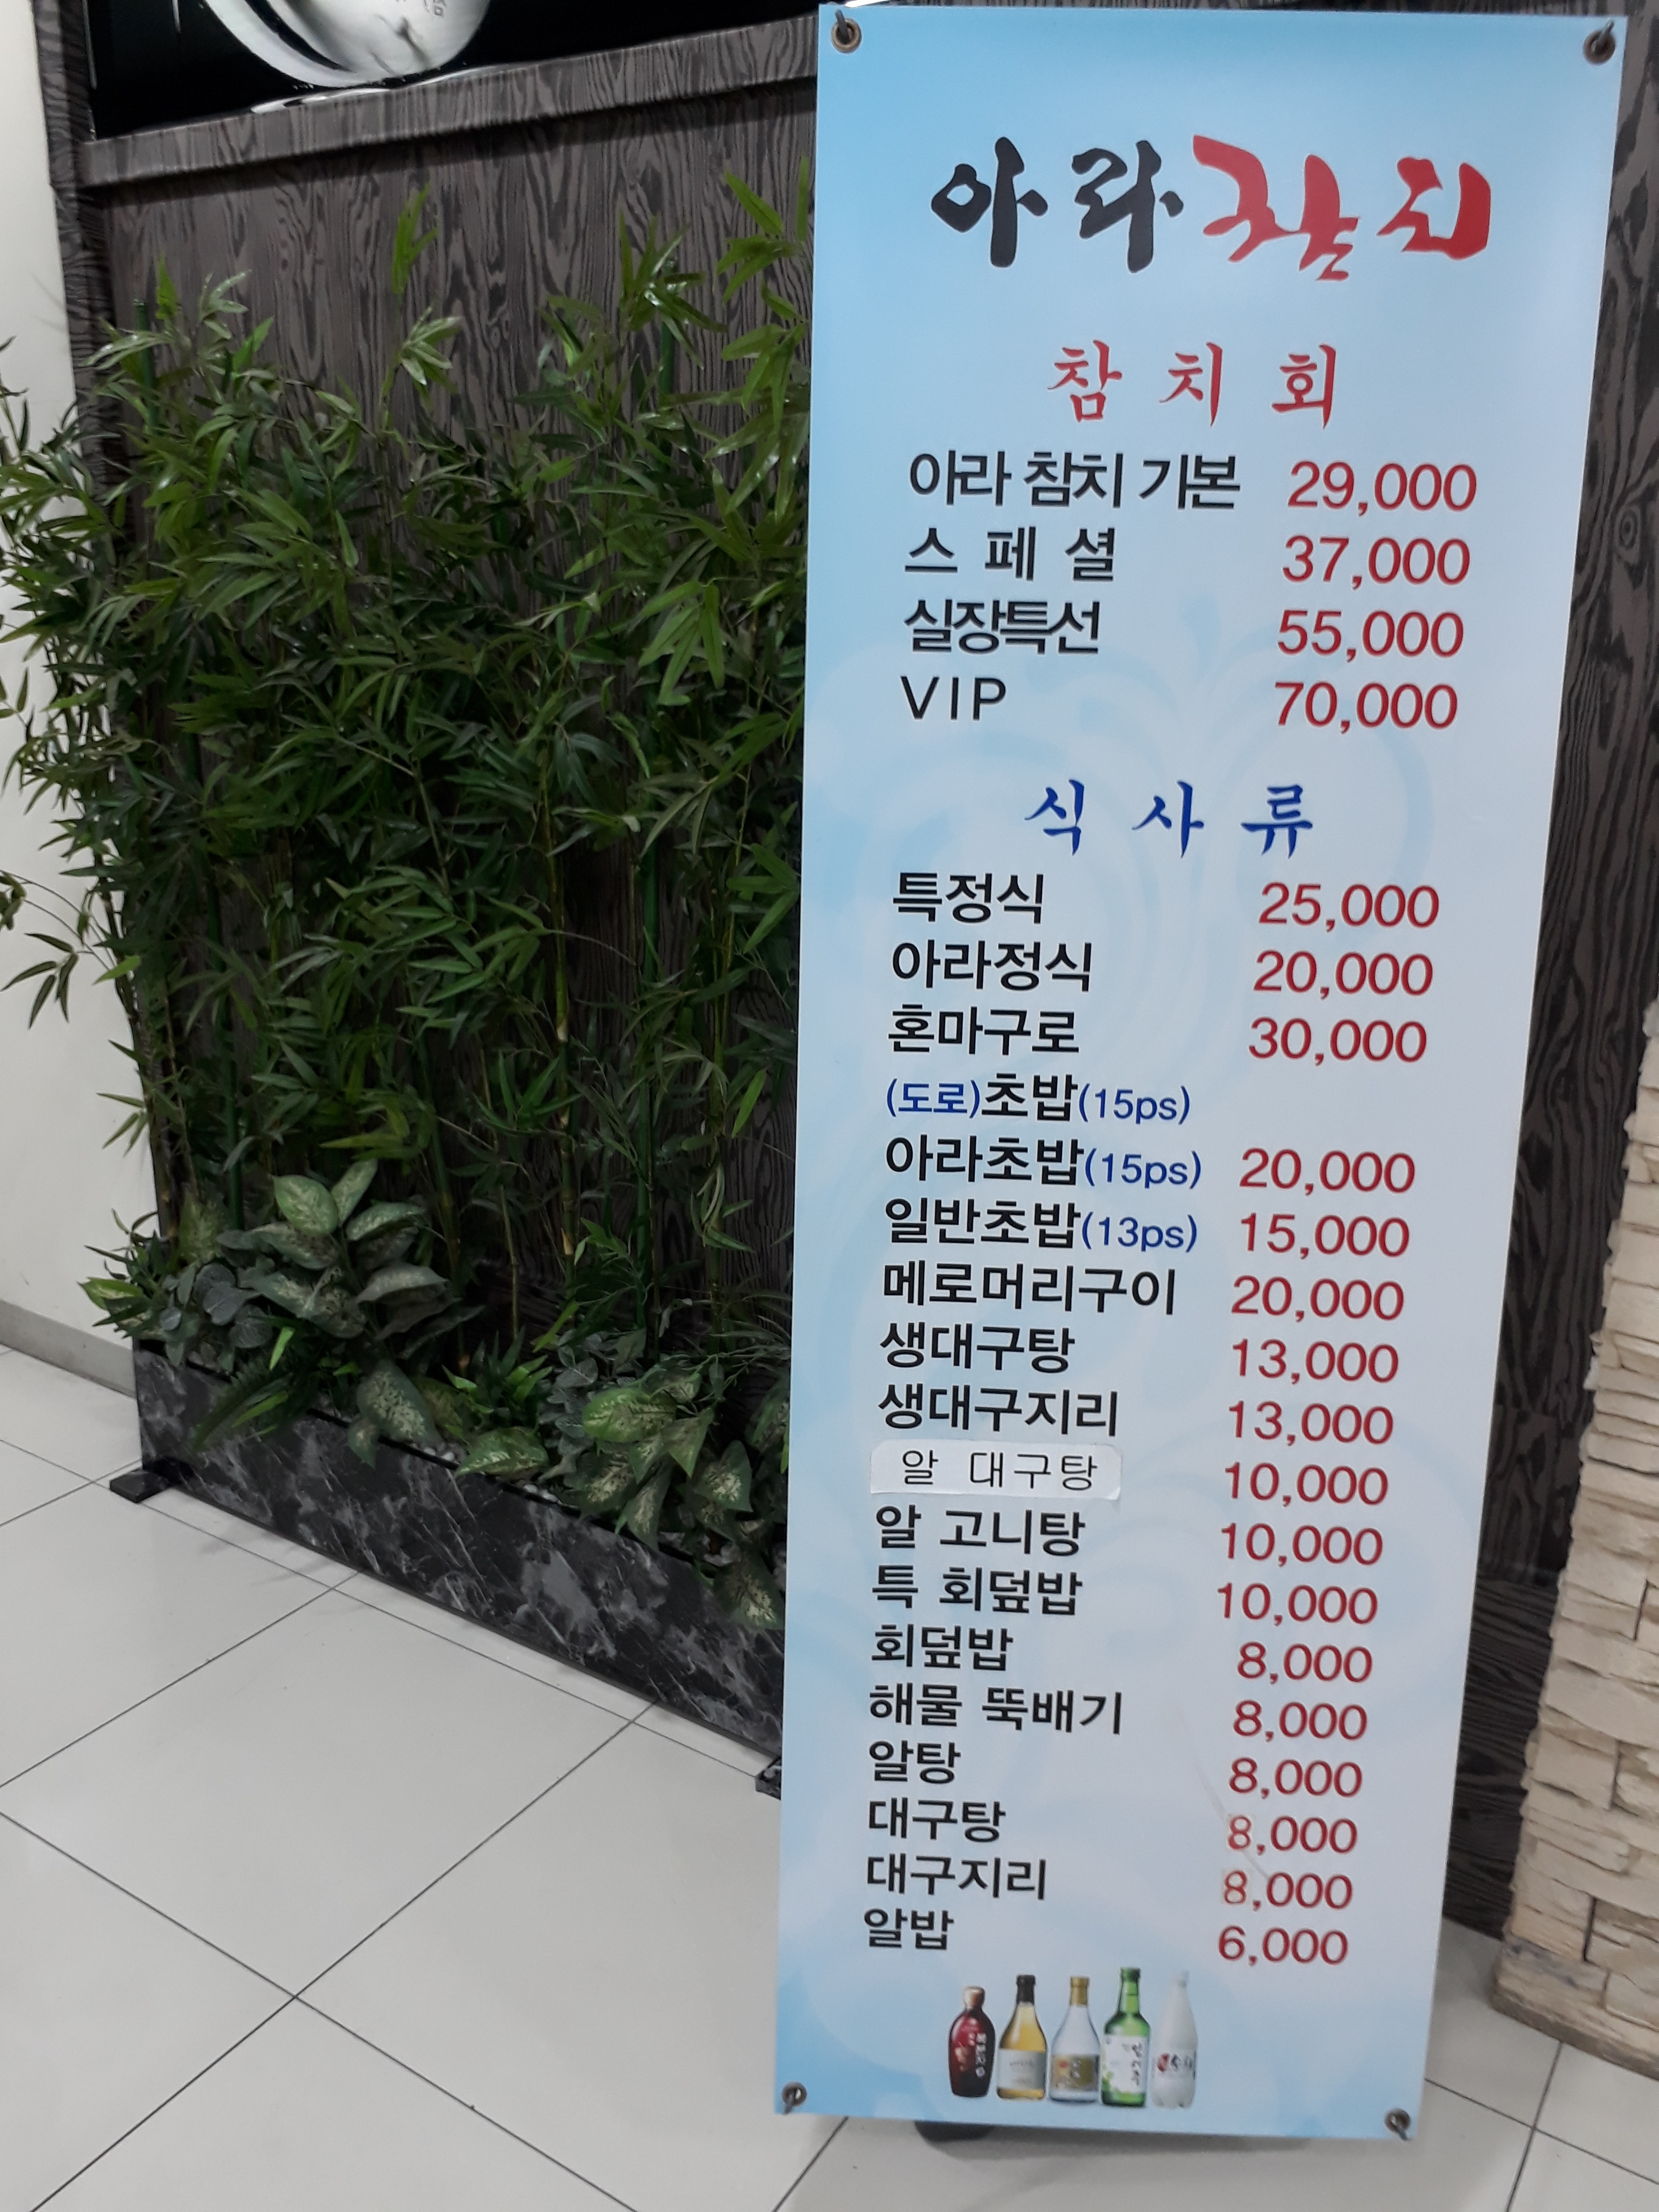 아라참치
참 치 회
아라 참치 기본 29,000
스 페 셜 37,000
실장특선 55,000
VIP 70,000
식 사 류
특정식 25,000
아라정식 20,000
혼마구로 30,000
(도로)초밥(15ps)
아라초밥(15ps) 20,000
일반초밥(13ps) 15,000
메로머리구이 20,000
생대구탕 13,000
생대구지리 13,000
알 대구탕 10,000
알 고니탕 10,000
특 회덮밥 10,000
회덮밥 8,000
해물 뚝배기 8,000
알탕 8,000
대구탕 8,000
대구지리 8,000
알밥 6,000